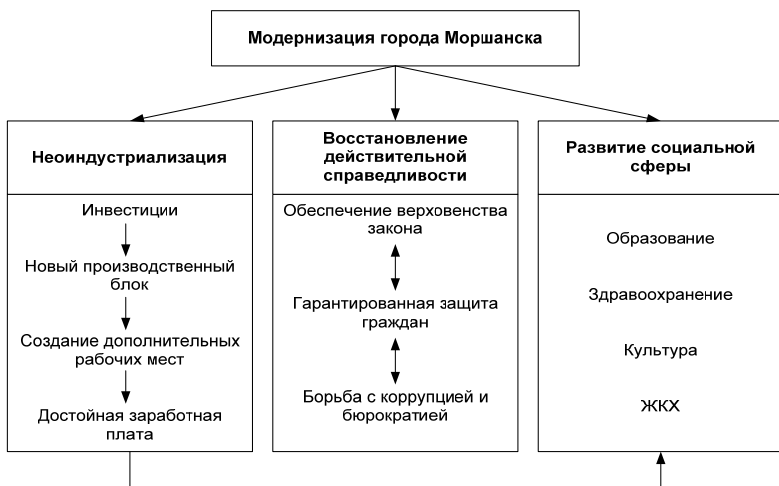 Модернизация города Моршанска
Неоиндустриализация
Инвестиции
Новый производственный
блок
Создание дополнительных
рабочих мест
Достойная заработная
плата
Восстановление
действительной
справедливости
Обеспечение верховенства
закона
Гарантированная защита
граждан
Борьба с коррупцией и
бюрократией
Развитие социальной
сферы
Образование
Здравоохранение
Культура
ЖКХ